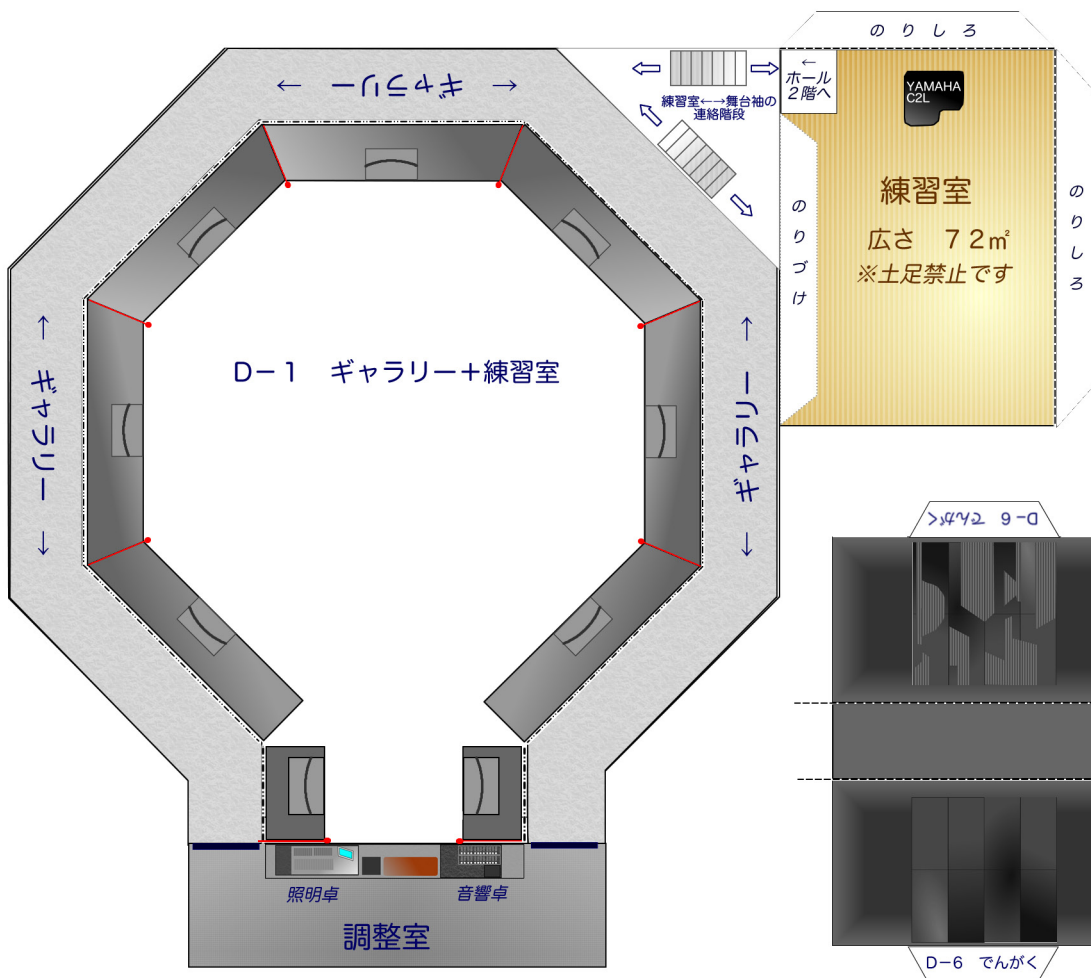 のりしろ
← ギャラリー →
←
ホール
2階へ
YAMAHA
C2L
練習室←→舞台袖の
連絡階段
練習室
広さ 72㎡
※土足禁止です
のりづけ
のりしろ
D−1 ギャラリー+練習室
← ギャラリー →
← ギャラリー →
D−6 でんがく
照明卓
音響卓
調整室
D−6 でんがく